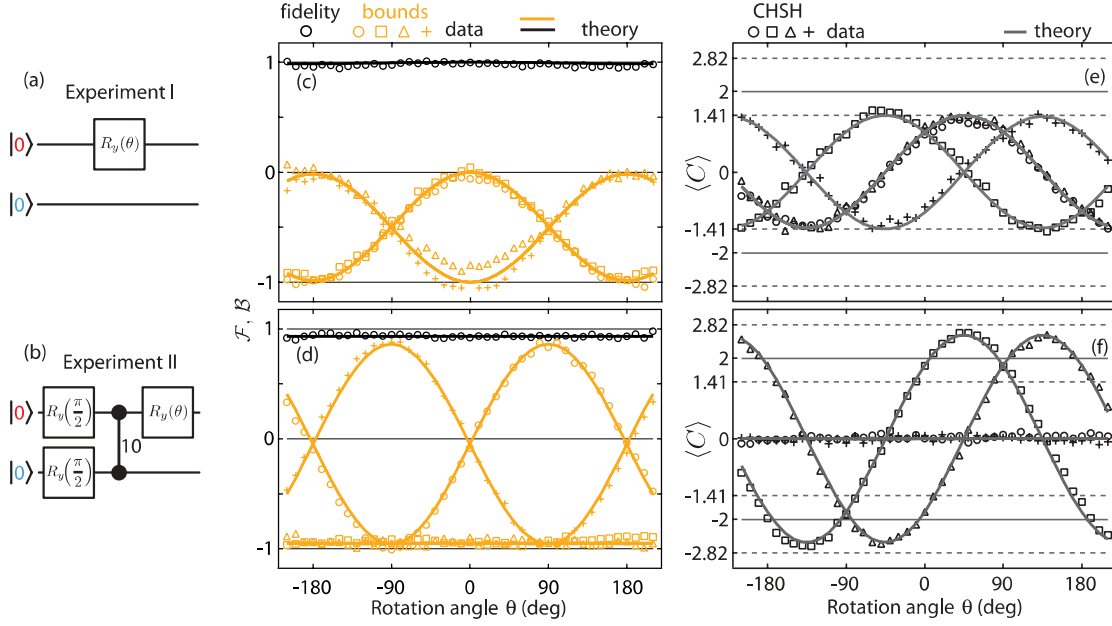 fidelity bounds CHSH
data theory data theory
(a)
Experiment I
|0⟩ R_y(θ)
|0⟩
(b)
Experiment II
|0⟩ R_y(π/2) R_y(θ)
10
|0⟩ R_y(π/2)
(c)
1
0
-1
ℱ, ℬ
(d)
1
0
-1
-180 -90 0 90 180
Rotation angle θ (deg)
(e)
2.82
2
1.41
0
-1.41
-2
-2.82
⟨C⟩
(f)
2.82
2
1.41
0
-1.41
-2
-2.82
⟨C⟩
-180 -90 0 90 180
Rotation angle θ (deg)